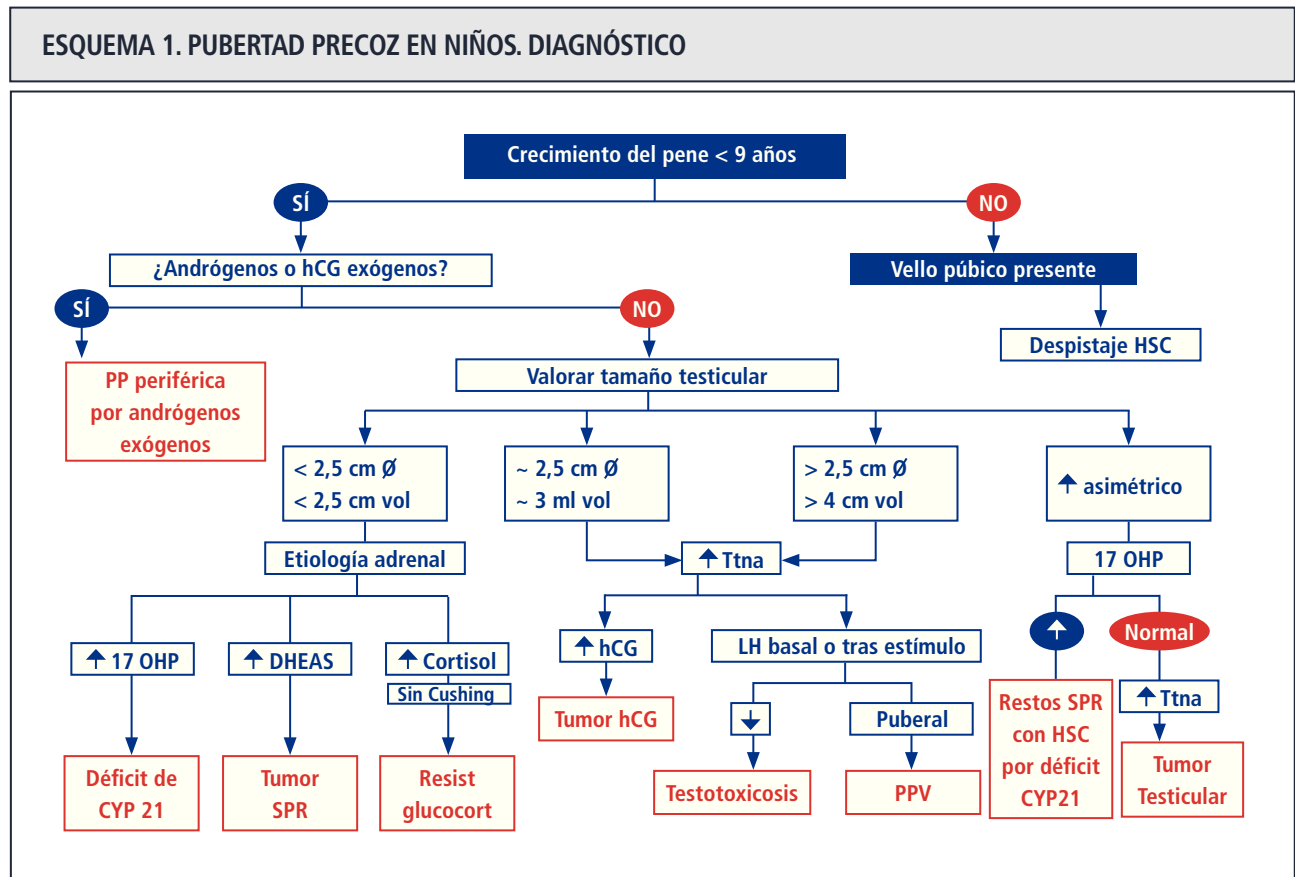 ESQUEMA 1. PUBERTAD PRECOZ EN NIÑOS. DIAGNÓSTICO
Crecimiento del pene < 9 años
SÍ
NO
¿Andrógenos o hCG exógenos?
Vello púbico presente
SÍ
NO
Despistaje HSC
PP periférica
por andrógenos
exógenos
Valorar tamaño testicular
< 2,5 cm Ø
< 2,5 cm vol
~ 2,5 cm Ø
~ 3 ml vol
> 2,5 cm Ø
> 4 cm vol
↑ asimétrico
Etiología adrenal
↑ Ttna
17 OHP
↑ 17 OHP
↑ DHEAS
↑ Cortisol
Sin Cushing
↑ hCG
LH basal o tras estímulo
↑
Normal
Tumor hCG
↓
Puberal
Restos SPR
con HSC
por déficit
CYP21
↑ Ttna
Déficit de
CYP 21
Tumor
SPR
Resist
glucocort
Testotoxicosis
PPV
Tumor
Testicular